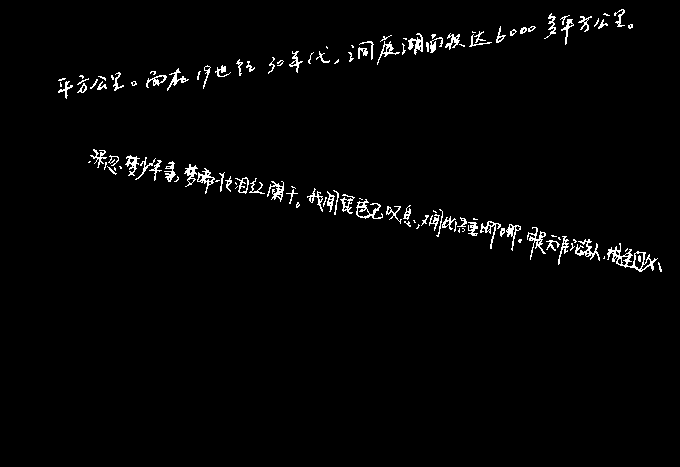 平方公里。而在19世纪30年代，洞庭湖面积达6000多平方公里。
深忽梦少年事，梦啼妆泪红阑干。我闻琵琶已叹息，又闻此语重唧唧。同是天涯沦落人，相逢何必